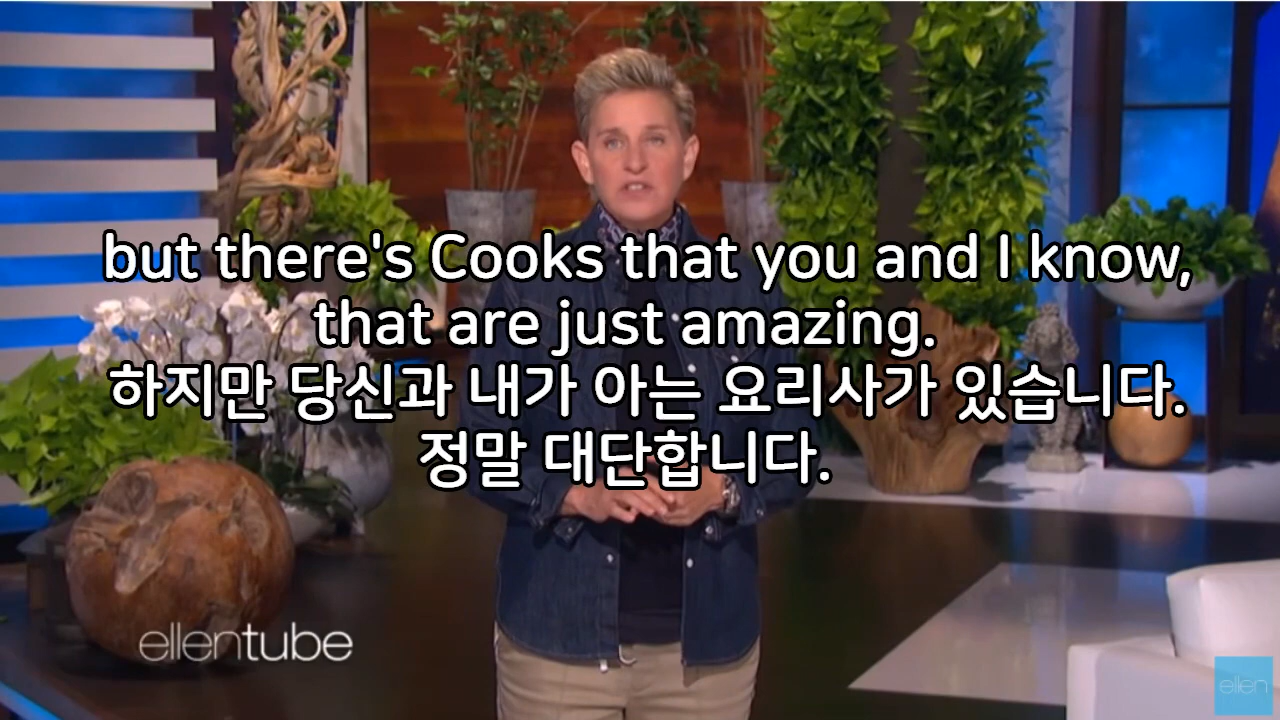 but there's Cooks that you and I know,
that are just amazing.
하지만 당신과 내가 아는 요리사가 있습니다.
정말 대단합니다.
ellentube
ellen